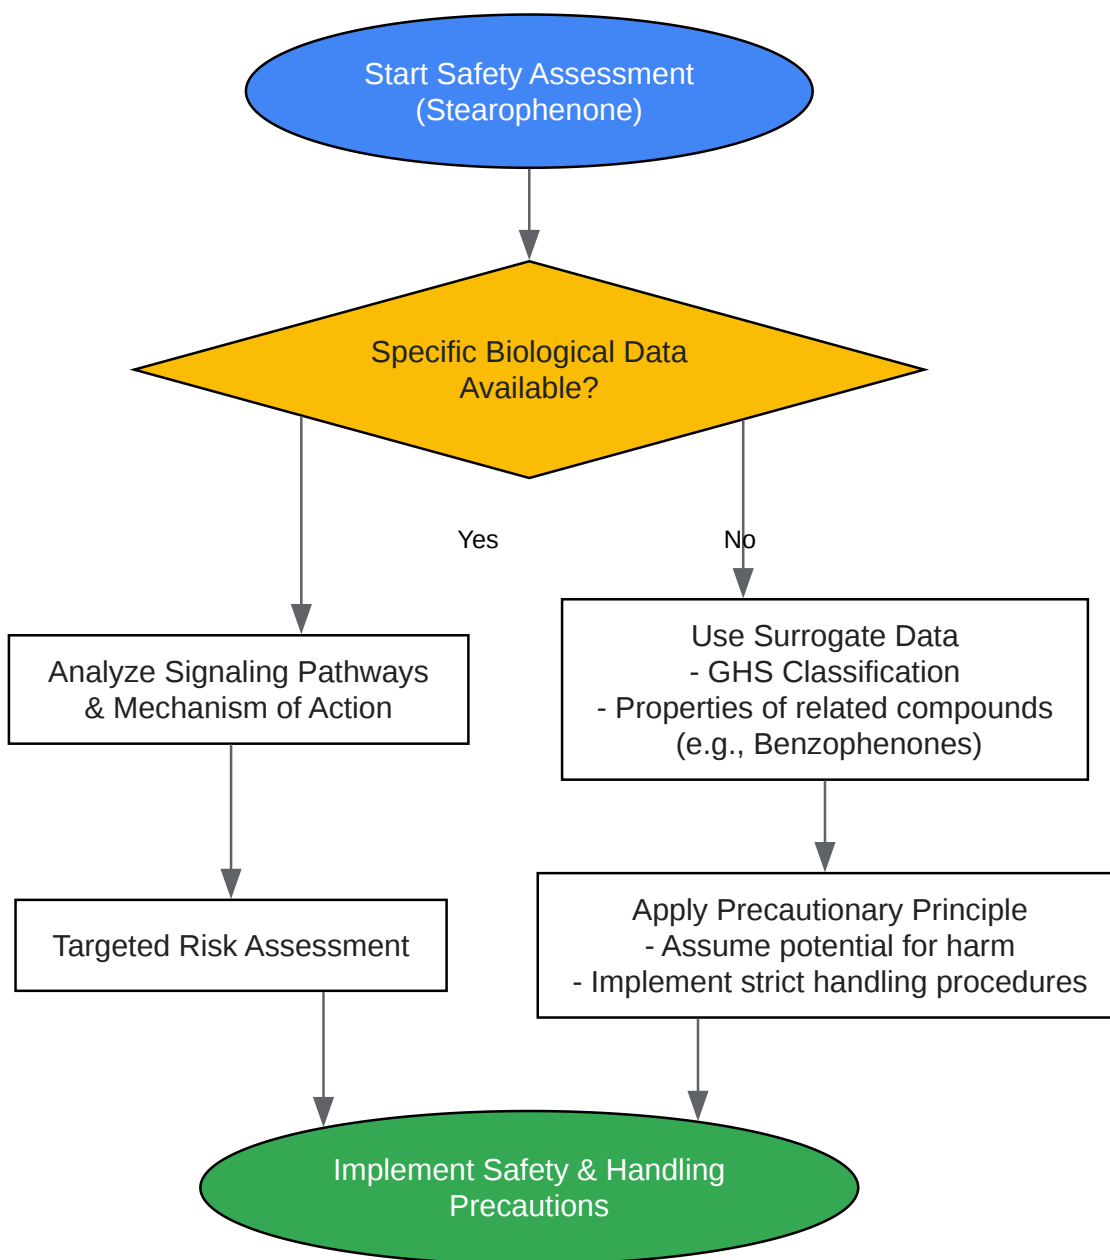 Start Safety Assessment
(Stearophenone)
Specific Biological Data
Available?
Yes
No
Analyze Signaling Pathways
& Mechanism of Action
Use Surrogate Data
- GHS Classification
- Properties of related compounds
(e.g., Benzophenones)
Targeted Risk Assessment
Apply Precautionary Principle
- Assume potential for harm
- Implement strict handling procedures
Implement Safety & Handling
Precautions